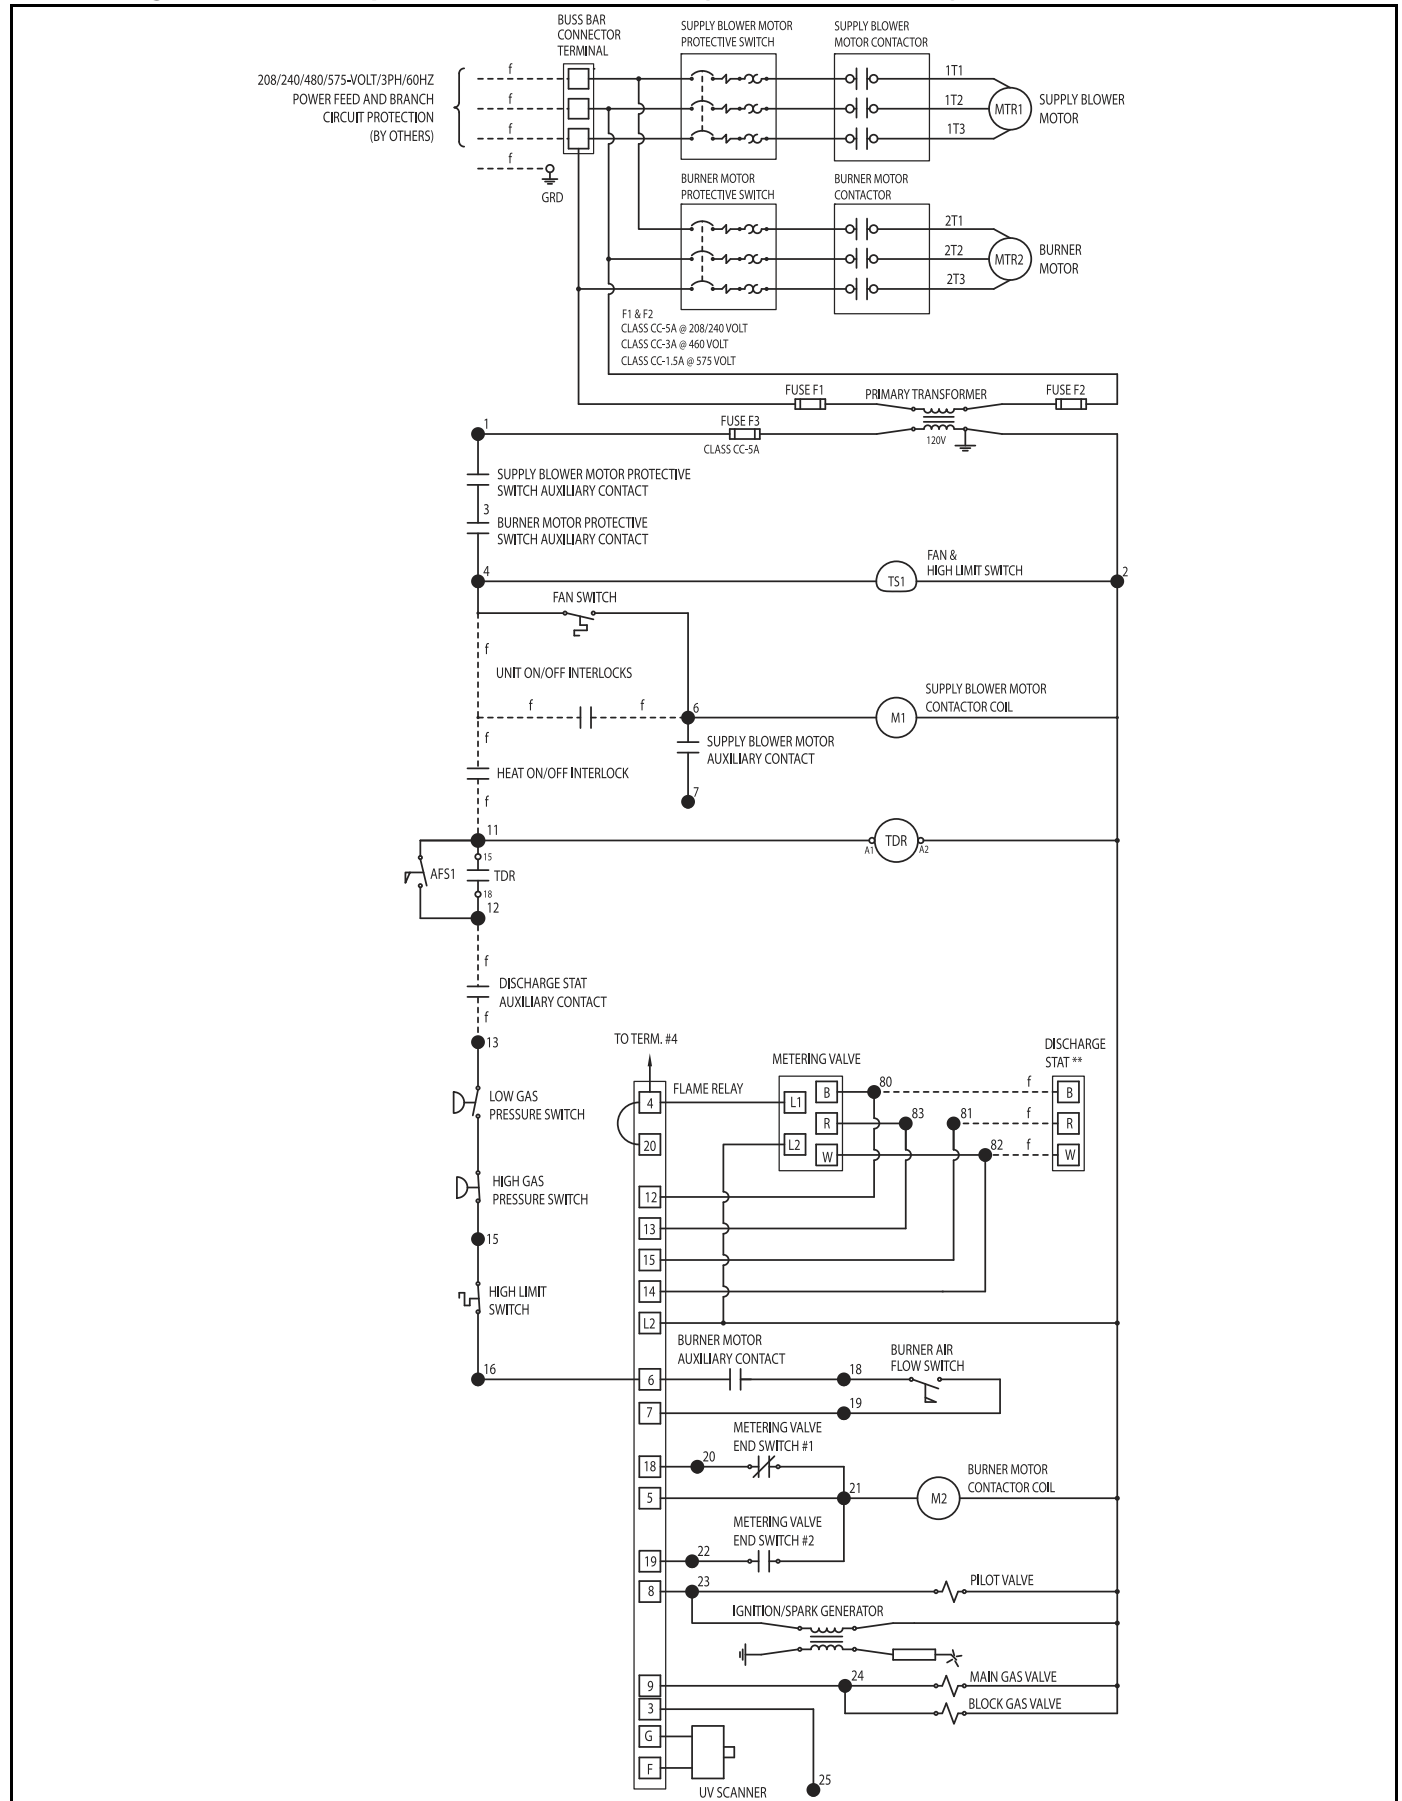 BUSS BAR
CONNECTOR
TERMINAL
SUPPLY BLOWER MOTOR
PROTECTIVE SWITCH
SUPPLY BLOWER
MOTOR CONTACTOR
208/240/480/575-VOLT/3PH/60HZ
POWER FEED AND BRANCH
CIRCUIT PROTECTION
(BY OTHERS)
f
f
f
f
GRD
1T1
1T2
1T3
MTR1
SUPPLY BLOWER
MOTOR
BURNER MOTOR
PROTECTIVE SWITCH
BURNER MOTOR
CONTACTOR
2T1
2T2
2T3
MTR2
BURNER
MOTOR
F1 & F2
CLASS CC-5A @ 208/240 VOLT
CLASS CC-3A @ 460 VOLT
CLASS CC-1.5A @ 575 VOLT
FUSE F1
PRIMARY TRANSFORMER
FUSE F2
1
FUSE F3
CLASS CC-5A
120V
SUPPLY BLOWER MOTOR PROTECTIVE
SWITCH AUXILIARY CONTACT
3
BURNER MOTOR PROTECTIVE
SWITCH AUXILIARY CONTACT
4
TS1
FAN &
HIGH LIMIT SWITCH
2
FAN SWITCH
f
UNIT ON/OFF INTERLOCKS
f
f
6
M1
SUPPLY BLOWER MOTOR
CONTACTOR COIL
f
SUPPLY BLOWER MOTOR
AUXILIARY CONTACT
HEAT ON/OFF INTERLOCK
7
f
11
A1
TDR
A2
15
AFS1
TDR
18
12
f
DISCHARGE STAT
AUXILIARY CONTACT
f
13
TO TERM. #4
METERING VALVE
DISCHARGE
STAT **
LOW GAS
PRESSURE SWITCH
FLAME RELAY
4
L1
B
80
f
B
R
83
81
f
R
20
L2
W
82
f
W
HIGH GAS
PRESSURE SWITCH
12
13
15
15
14
HIGH LIMIT
SWITCH
L2
BURNER MOTOR
AUXILIARY CONTACT
BURNER AIR
FLOW SWITCH
16
6
18
7
19
METERING VALVE
END SWITCH #1
18
20
5
21
M2
BURNER MOTOR
CONTACTOR COIL
METERING VALVE
END SWITCH #2
19
22
8
23
PILOT VALVE
IGNITION/SPARK GENERATOR
9
24
MAIN GAS VALVE
3
BLOCK GAS VALVE
G
F
UV SCANNER
25